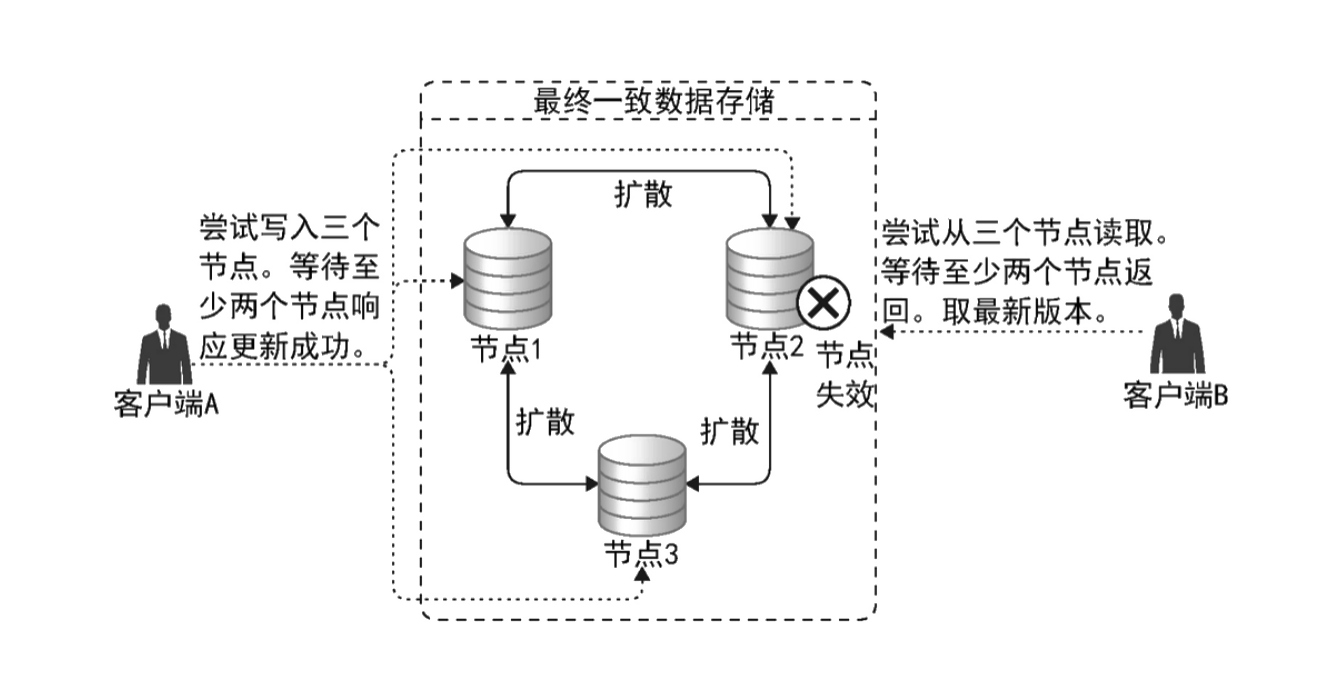 最终一致数据存储
扩散
尝试写入三个
节点。等待至
少两个节点响
应更新成功。
客户端A
节点1
节点2
节点
失效
尝试从三个节点读取。
等待至少两个节点返
回。取最新版本。
客户端B
扩散
扩散
节点3